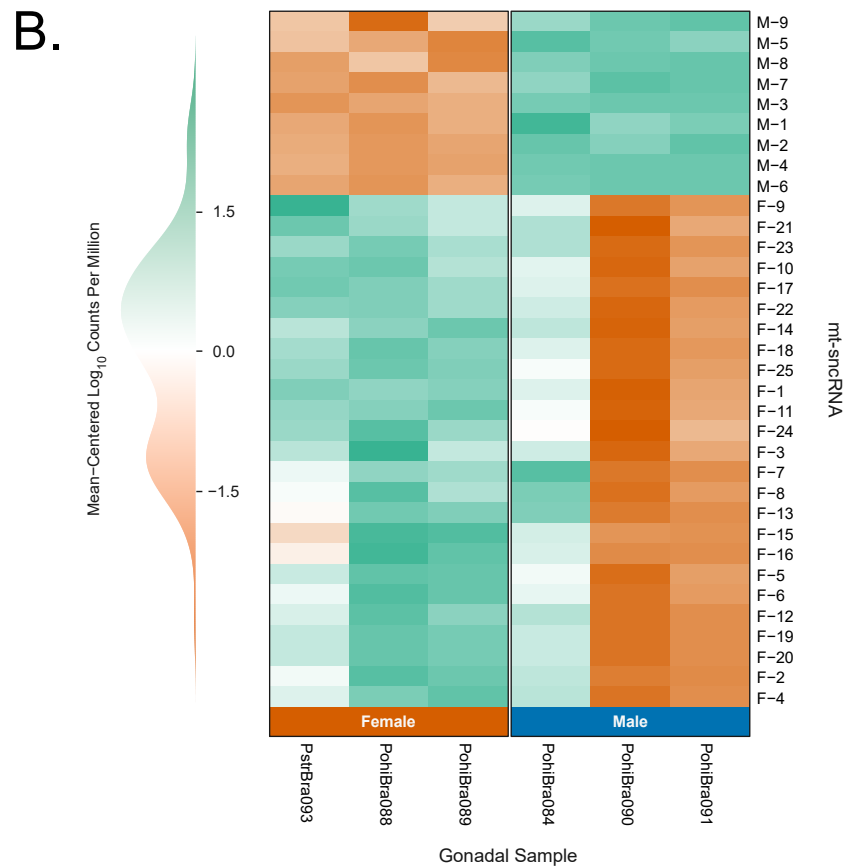 B.
Mean−Centered Log10 Counts Per Million
1.5
0.0
−1.5
M−9
M−5
M−8
M−7
M−3
M−1
M−2
M−4
M−6
F−9
F−21
F−23
F−10
F−17
F−22
F−14
F−18
F−25
F−1
F−11
F−24
F−3
F−7
F−8
F−13
F−15
F−16
F−5
F−6
F−12
F−19
F−20
F−2
F−4
mt-sncRNA
Female
Male
PstrBra093
PohiBra088
PohiBra089
PohiBra084
PohiBra090
PohiBra091
Gonadal Sample